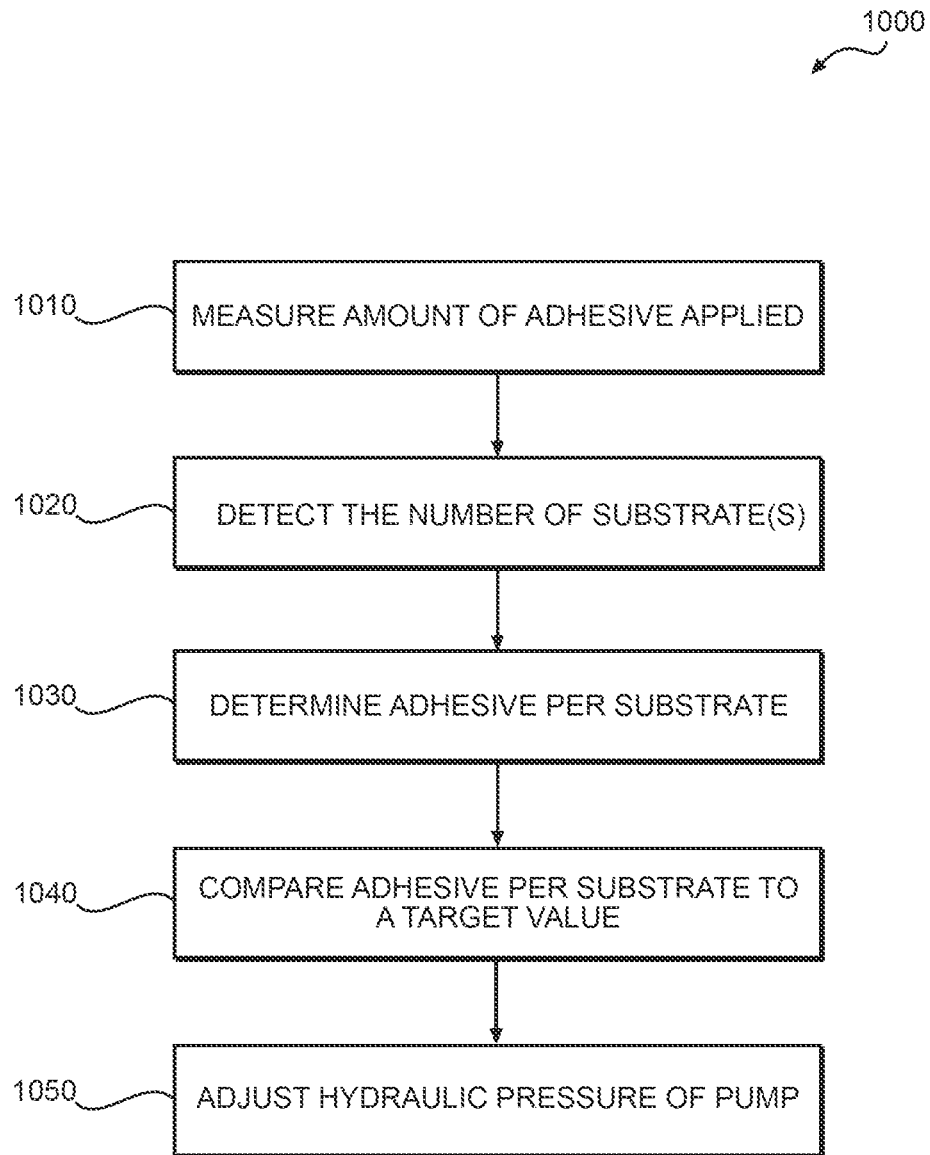 1000
1010
MEASURE AMOUNT OF ADHESIVE APPLIED
1020
DETECT THE NUMBER OF SUBSTRATE(S)
1030
DETERMINE ADHESIVE PER SUBSTRATE
1040
COMPARE ADHESIVE PER SUBSTRATE TO
A TARGET VALUE
1050
ADJUST HYDRAULIC PRESSURE OF PUMP